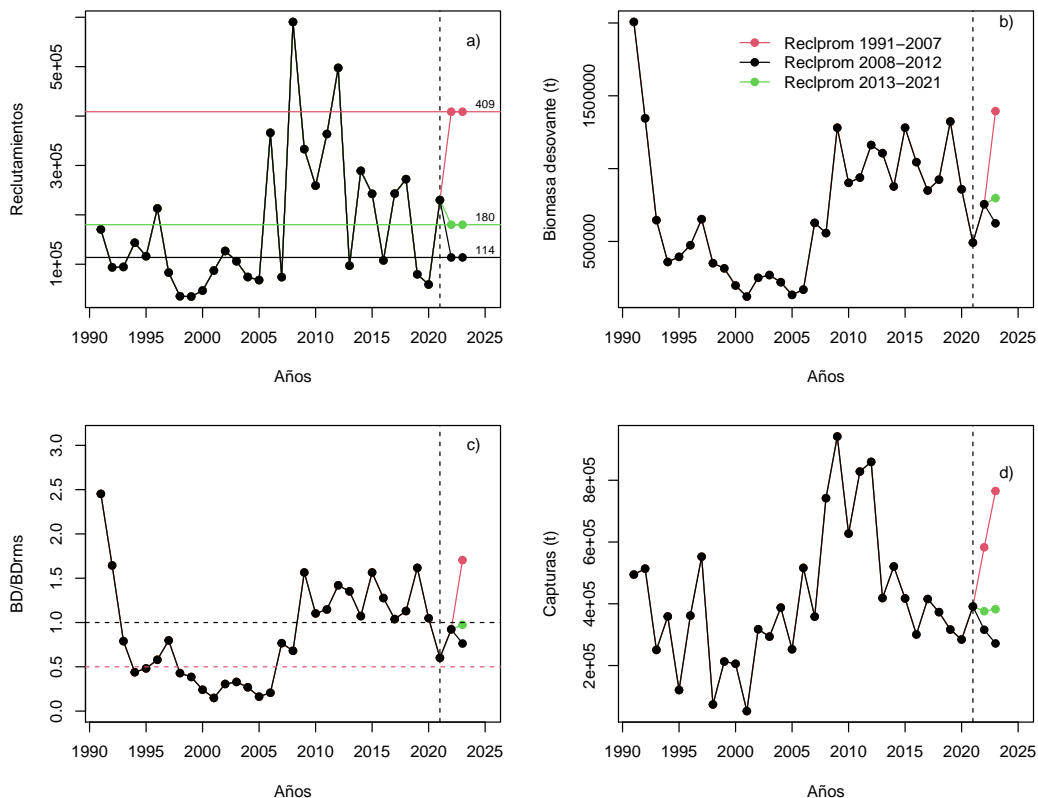 a)
Reclutamientos
5e+05
3e+05
1e+05
409
180
114
1990 1995 2000 2005 2010 2015 2020 2025
Años
b)
Reclprom 1991−2007
Reclprom 2008−2012
Reclprom 2013−2021
Biomasa desovante (t)
1500000
500000
1990 1995 2000 2005 2010 2015 2020 2025
Años
c)
BD/BDrms
3.0
2.5
2.0
1.5
1.0
0.5
0.0
1990 1995 2000 2005 2010 2015 2020 2025
Años
d)
Capturas (t)
8e+05
6e+05
4e+05
2e+05
1990 1995 2000 2005 2010 2015 2020 2025
Años